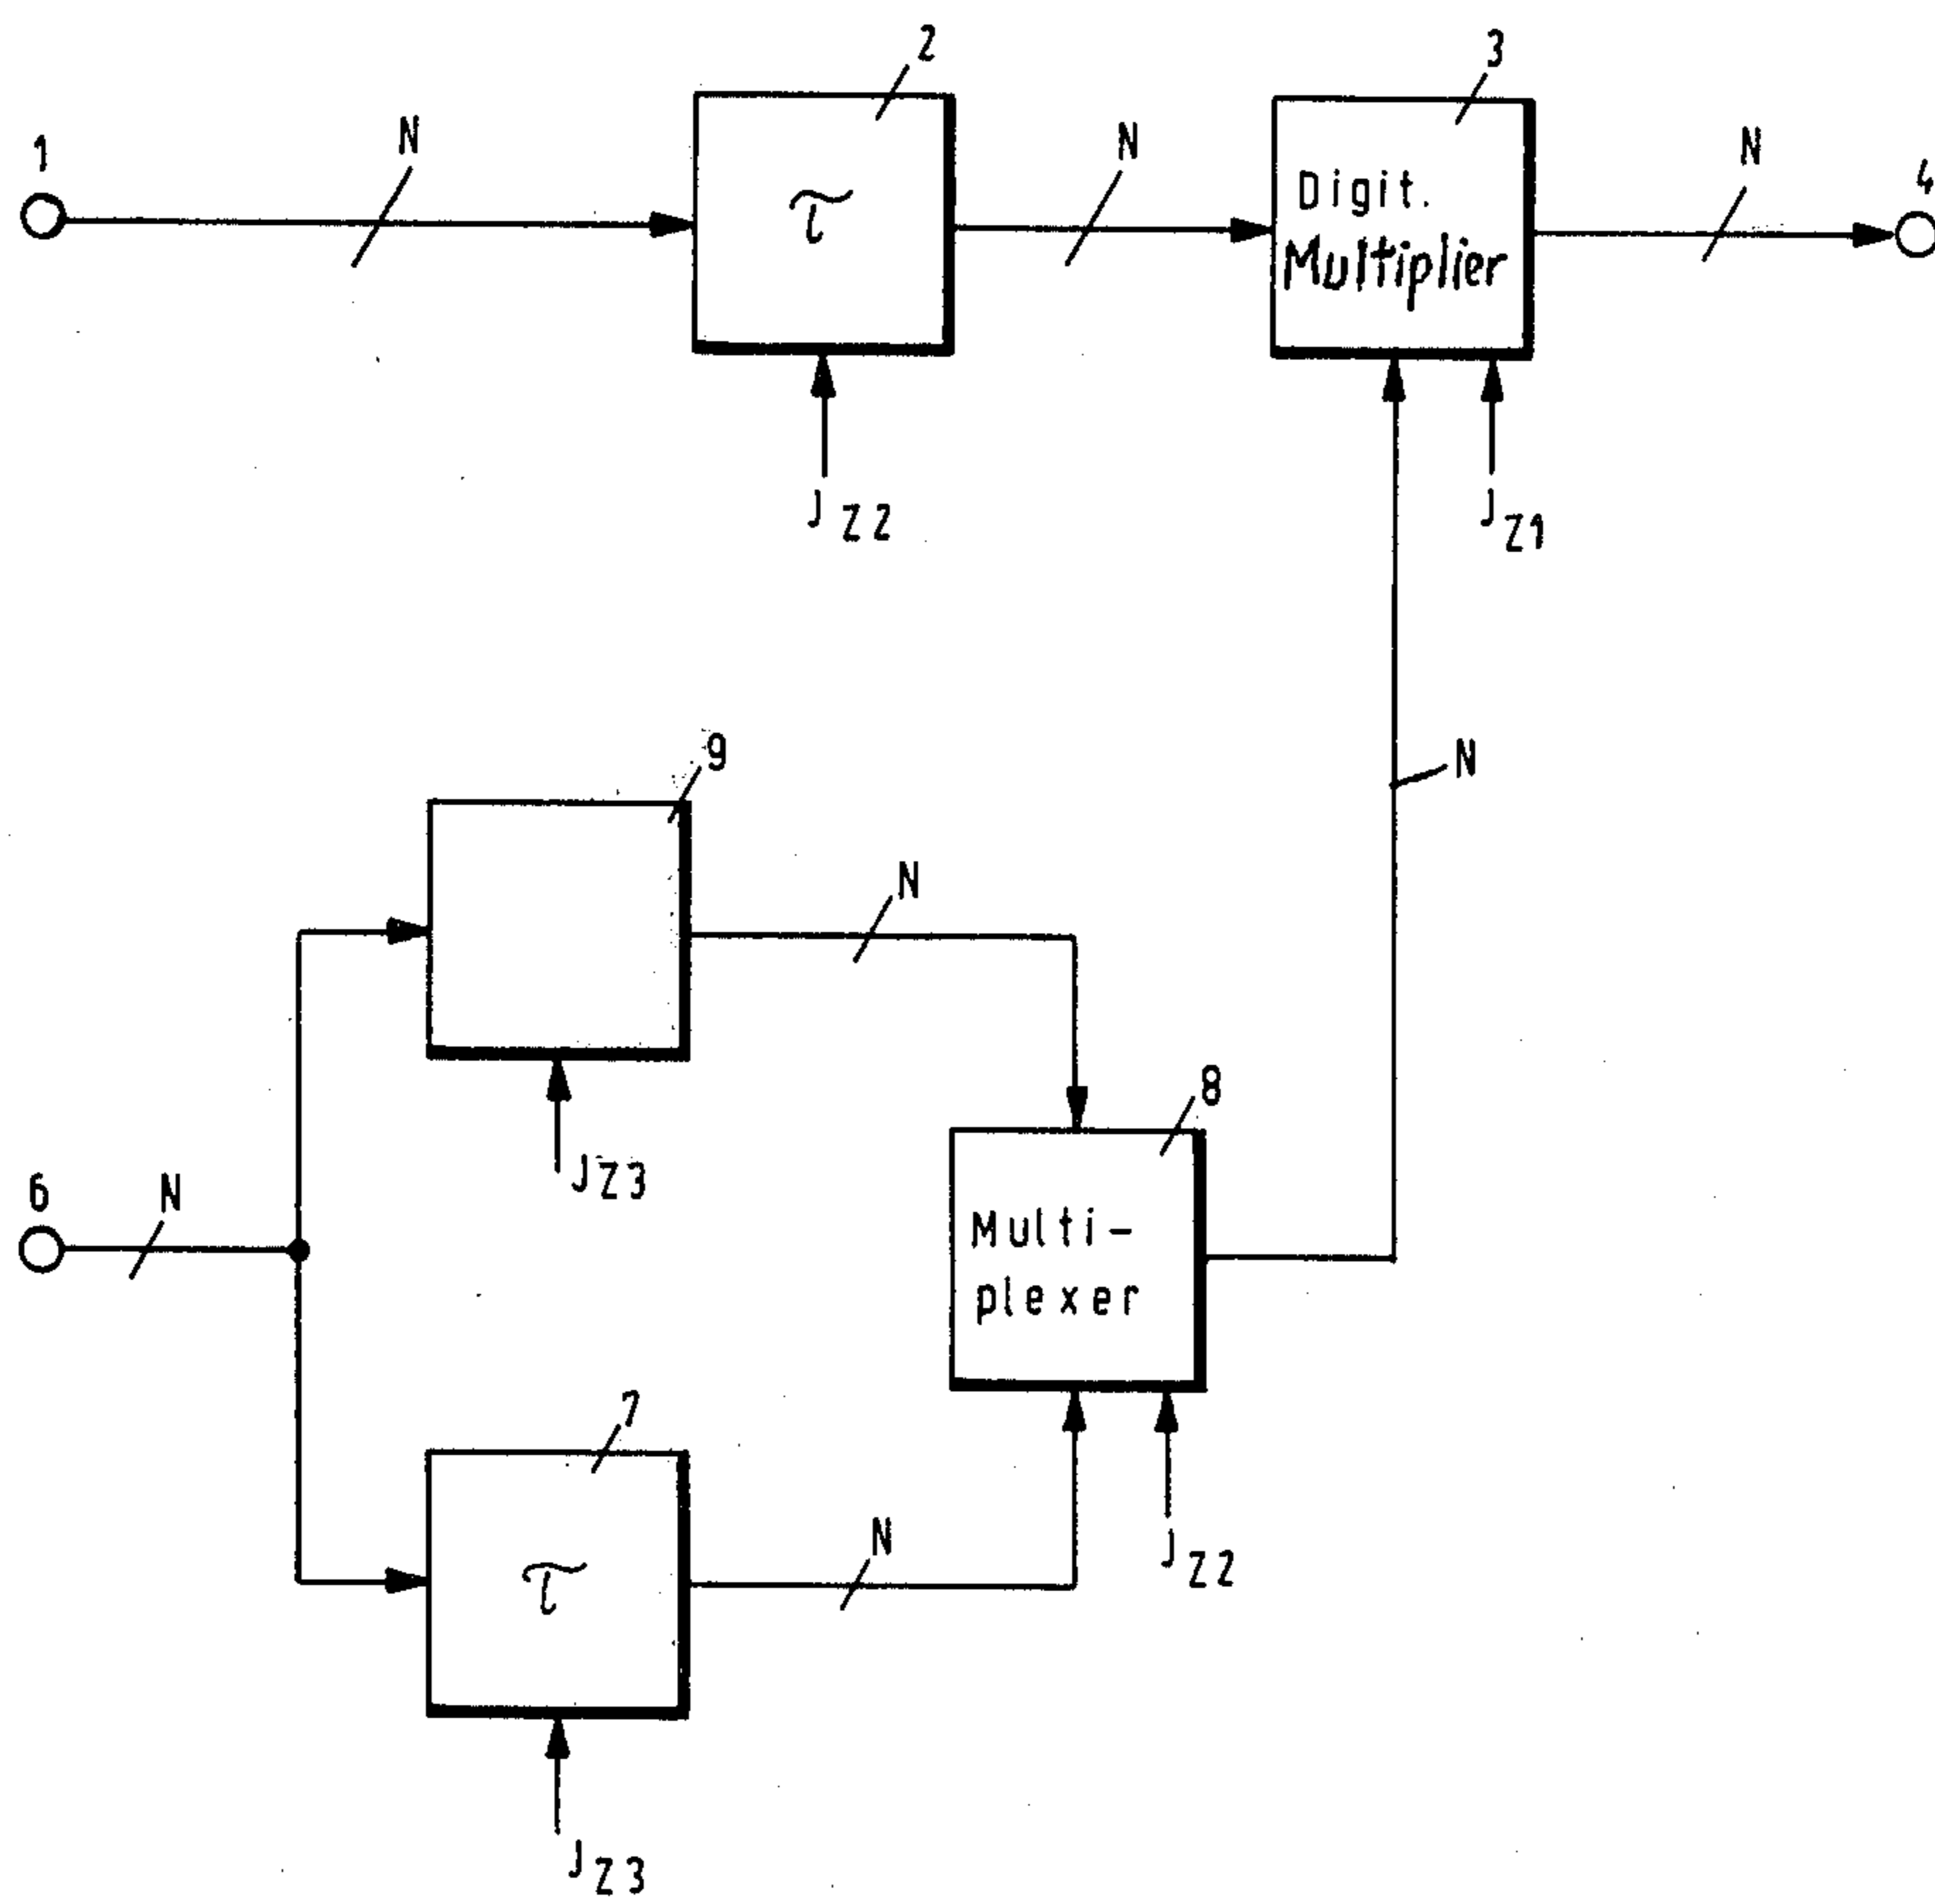 2
3
1
N
N
N
4
τ
Digit.
Multiplier
J Z2
J Z1
9
N
N
J Z3
8
6
N
Multi-
plexer
7
N
J Z2
τ
J Z3